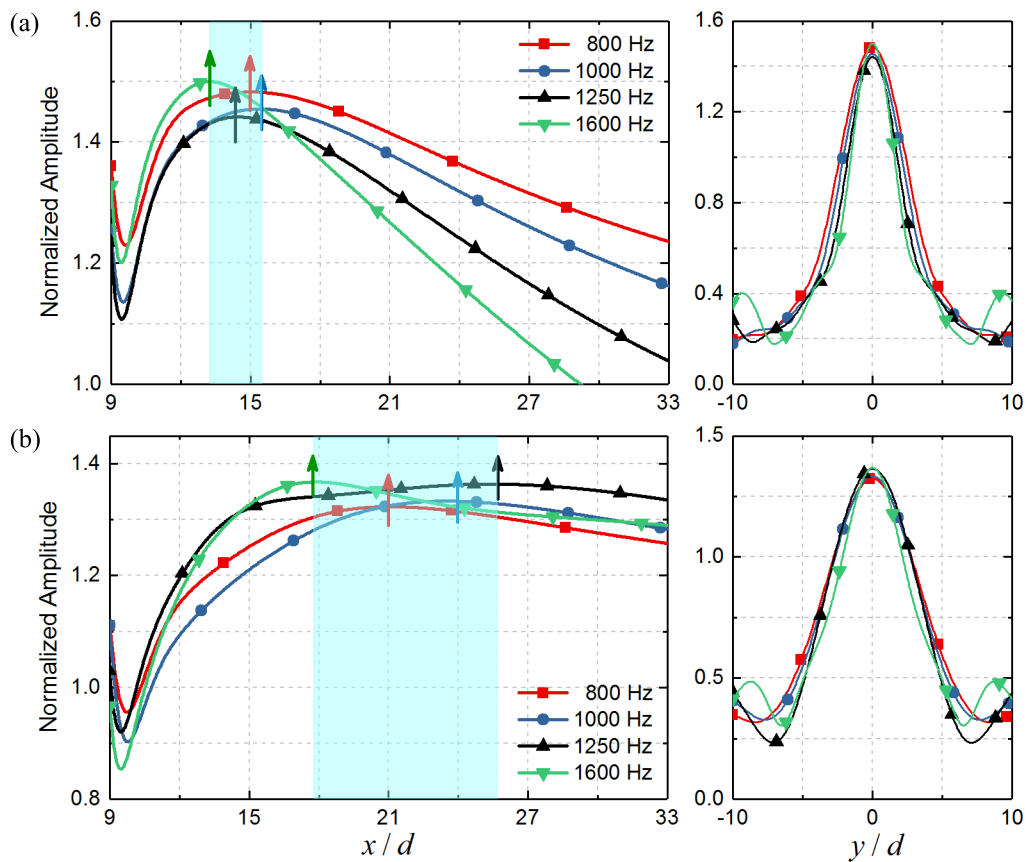 (a)
Normalized Amplitude
1.6
1.4
1.2
1.0
9 15 21 27 33
800 Hz
1000 Hz
1250 Hz
1600 Hz
1.6
1.2
0.8
0.4
0.0
-10 0 10
(b)
Normalized Amplitude
1.4
1.2
1.0
0.8
9 15 21 27 33
800 Hz
1000 Hz
1250 Hz
1600 Hz
x / d
1.5
1.0
0.5
0.0
-10 0 10
y / d